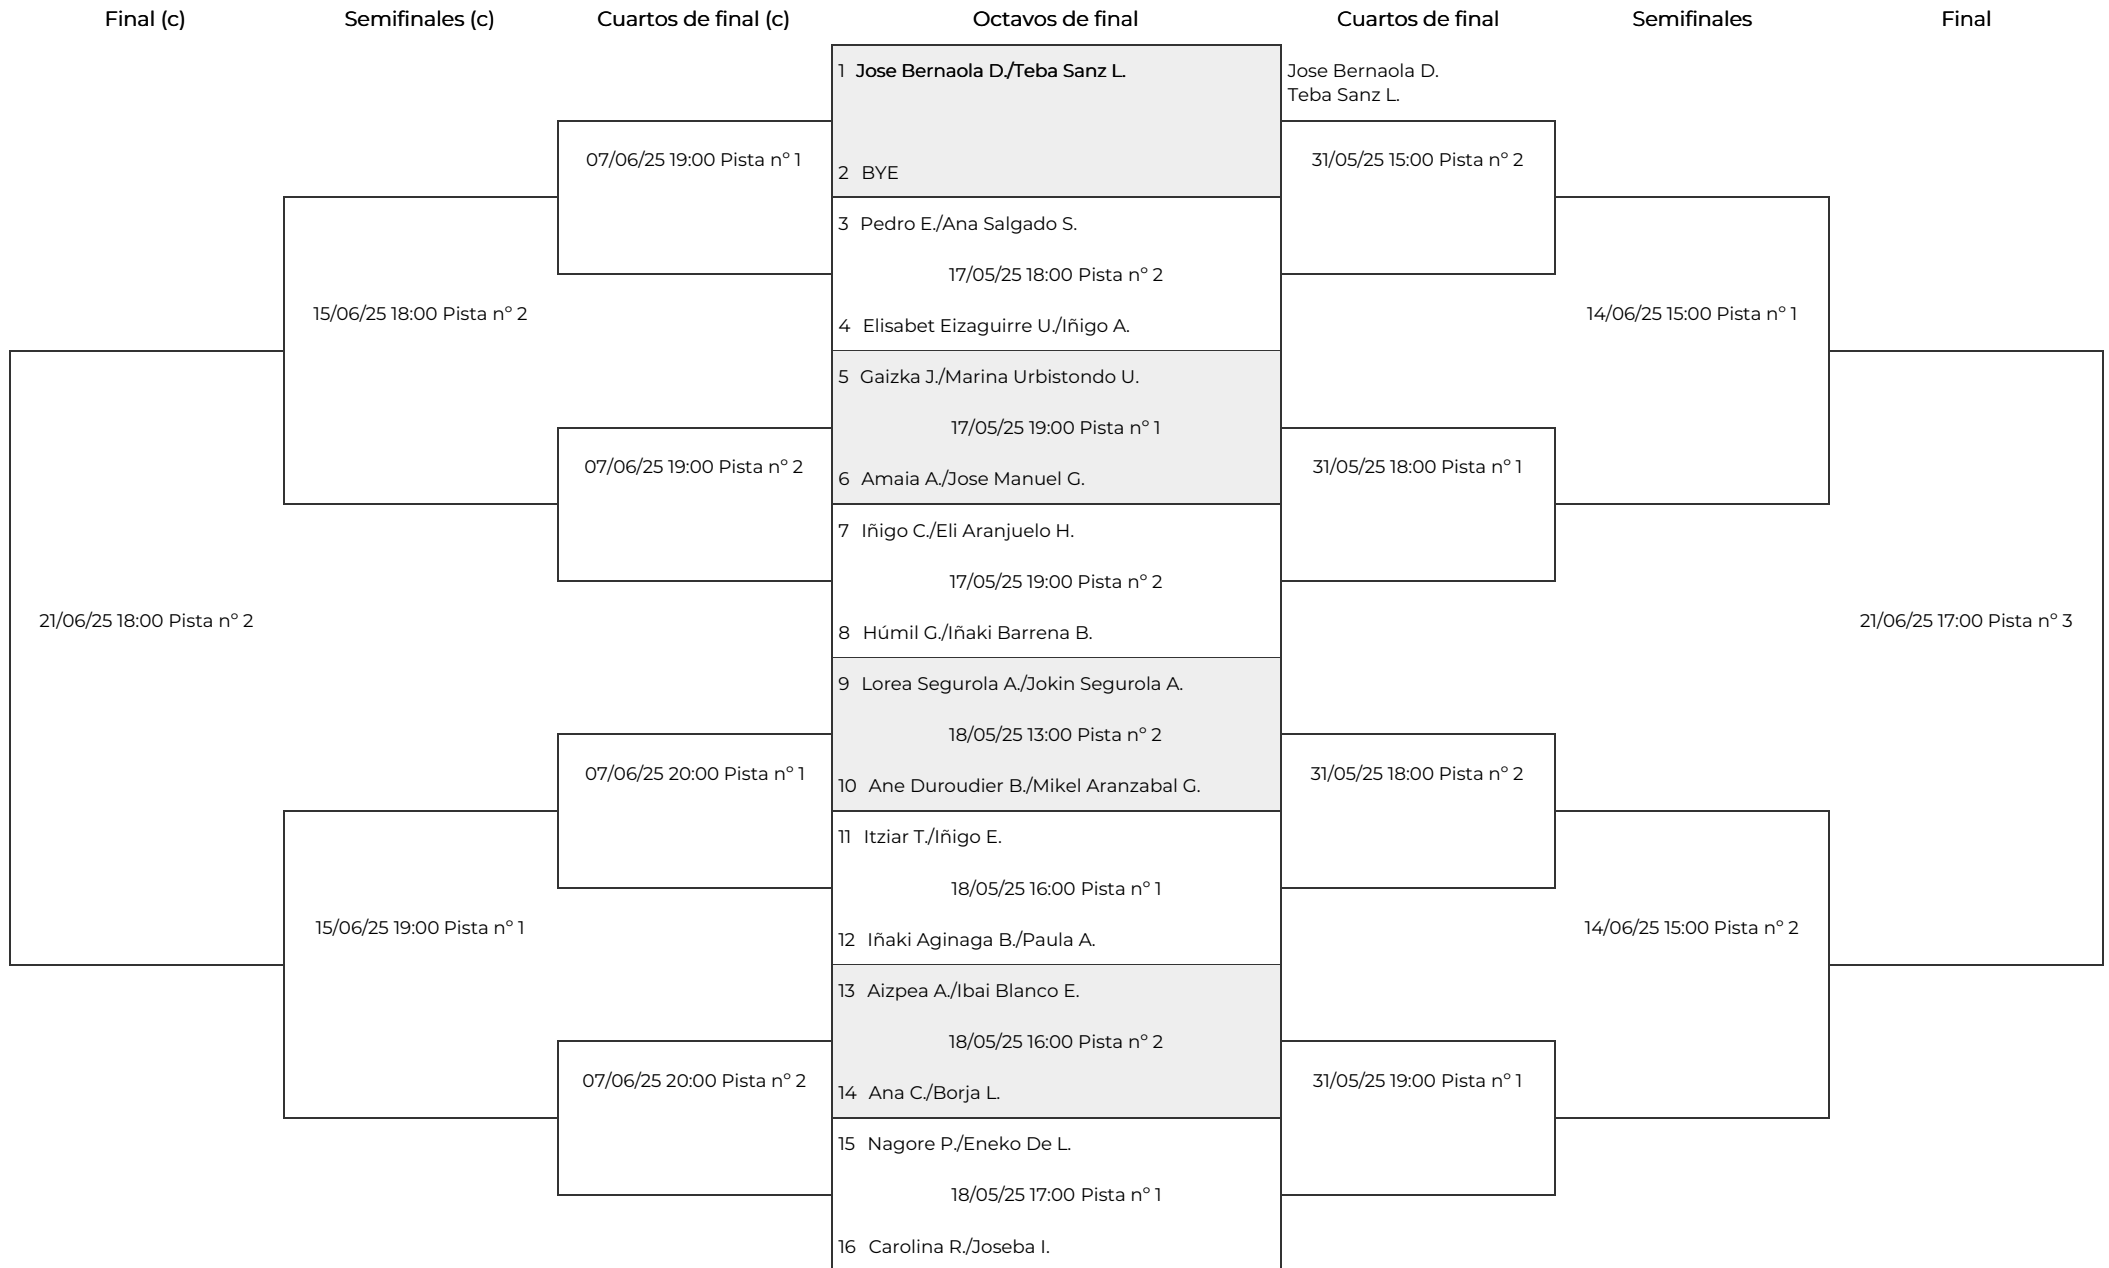 Final (c) Semifinales (c) Cuartos de final (c) Octavos de final Cuartos de final Semifinales Final
1 Jose Bernaola D./Teba Sanz L. Jose Bernaola D.
Teba Sanz L.
07/06/25 19:00 Pista nº 1 31/05/25 15:00 Pista nº 2
2 BYE
3 Pedro E./Ana Salgado S.
17/05/25 18:00 Pista nº 2
15/06/25 18:00 Pista nº 2 14/06/25 15:00 Pista nº 1
4 Elisabet Eizaguirre U./Iñigo A.
5 Gaizka J./Marina Urbistondo U.
17/05/25 19:00 Pista nº 1
07/06/25 19:00 Pista nº 2 31/05/25 18:00 Pista nº 1
6 Amaia A./Jose Manuel G.
7 Iñigo C./Eli Aranjuelo H.
17/05/25 19:00 Pista nº 2
21/06/25 18:00 Pista nº 2 21/06/25 17:00 Pista nº 3
8 Húmil G./Iñaki Barrena B.
9 Lorea Segurola A./Jokin Segurola A.
18/05/25 13:00 Pista nº 2
07/06/25 20:00 Pista nº 1 31/05/25 18:00 Pista nº 2
10 Ane Duroudier B./Mikel Aranzabal G.
11 Itziar T./Iñigo E.
18/05/25 16:00 Pista nº 1
15/06/25 19:00 Pista nº 1 14/06/25 15:00 Pista nº 2
12 Iñaki Aginaga B./Paula A.
13 Aizpea A./Ibai Blanco E.
18/05/25 16:00 Pista nº 2
07/06/25 20:00 Pista nº 2 31/05/25 19:00 Pista nº 1
14 Ana C./Borja L.
15 Nagore P./Eneko De L.
18/05/25 17:00 Pista nº 1
16 Carolina R./Joseba I.